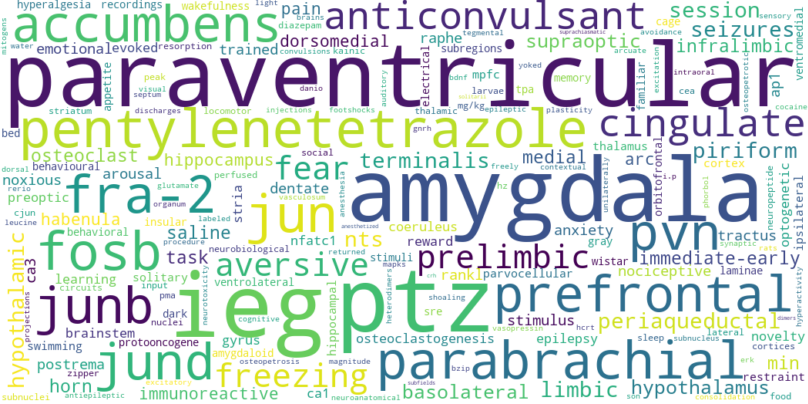 hyperalgesia recordings wakefulness light pain anticonvulsant session
mitogens accumbens brains diazepam tegmental suprachiasmatic cage sensory
water emotional evoked resorption trained dorsomedial raphe supraoptic seizures ventromedial
convulsions kainic subregions arcuate avoidance infralimbic
paraventricular
appetite peak visual septum discharges striatum locomotor injections footshocks danio auditory yoked electrical bdnf mpfc larvae epileptic tpa memory plasticity excitation familiar cea intraoral ap1 osteopetrotic cocaine
bed pentylenetetrazole thalamic mg/kg gnrh cingulate
osteoclast hippocampus social terminalis medial thalamus piriform
dorsal behavioural arousal perfused fear freely contextual arc orbitofrontal cortex
noxious rerio glutamate dentate anesthesia hz unilaterally i.p phorbol neuropeptide optogenetic ipsilateral
preoptic fra-2 organum jun vasculosum amygdala insular
cjun habenula labeled stria coeruleus anxiety pvn tractus
leucine behavioral saline nts anesthetized reward gray synaptic rats
fosb procedure neurobiological nfatc1 returned stimuli prelimbic wistar immediate-early
hypothalamic ca3 task aversive mapks rankl parvocellular nociceptive laminae
learning solitary ventrolateral crh
circuits input ieg ptz prefrontal hyperactivity
projections junb pma neurotoxicity hippocampal heterodimers shoaling sre stimulus hcrt
dark cognitive vasopressin periaqueductal dimers
brainstem nuclei protooncogene
swimming gyrus osteoclastogenesis epilepsy sleep subnucleus lateral novelty
postrema jund amygdaloid osteopetrosis magnitude parabrachial erk cortices
zipper freezing bzip min restraint
horn excitatory subfields hypothalamus
subnuclei antiepileptic immunoreactive ca1 neuroanatomical basolateral limbic son consolidation food